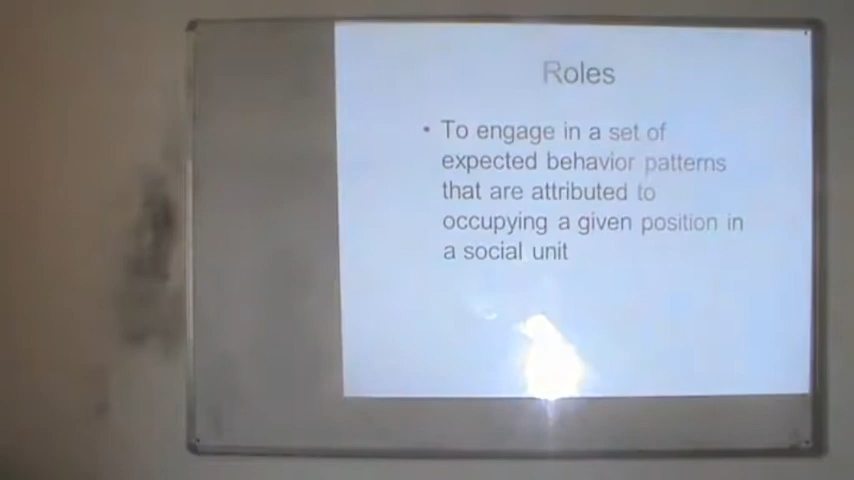 Roles
• To engage in a set of
expected behavior patterns
that are attributed to
occupying a given position in
a social unit